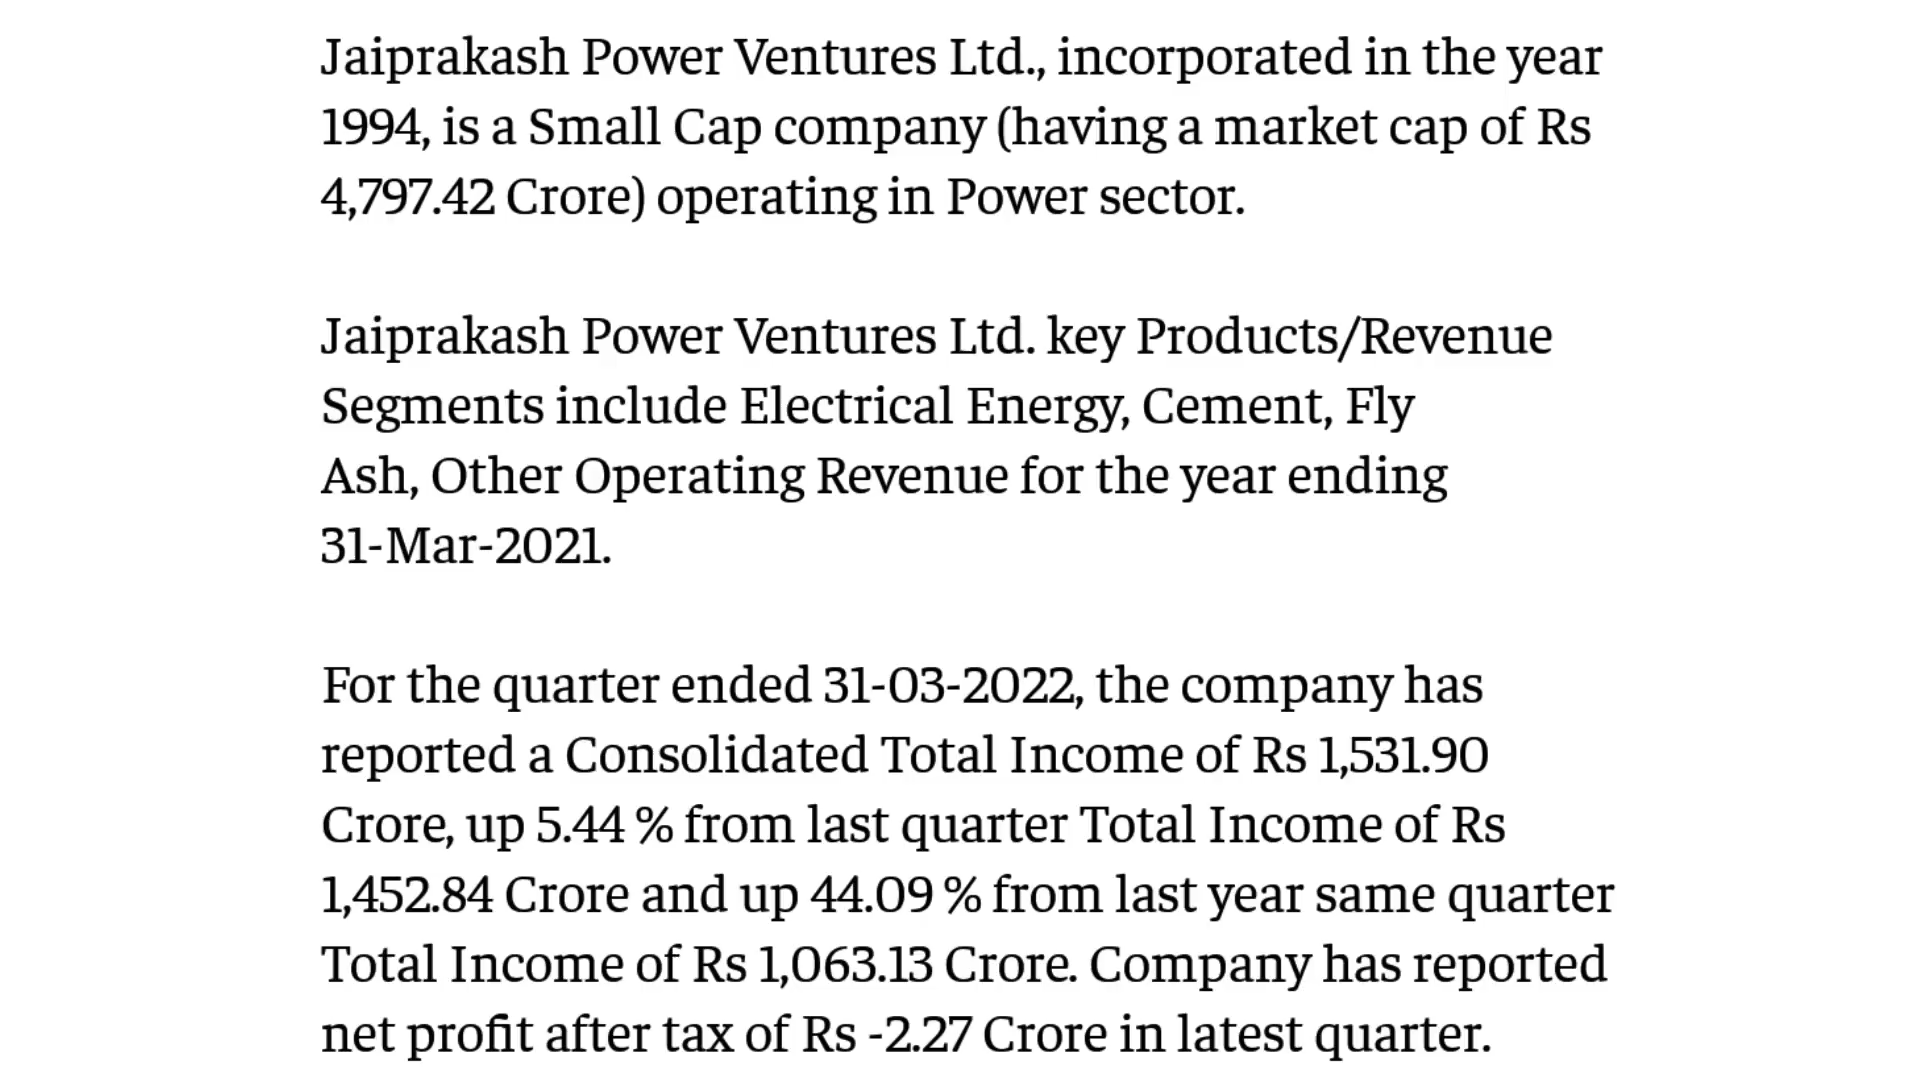 Jaiprakash Power Ventures Ltd., incorporated in the year
1994, is a Small Cap company (having a market cap of Rs
4,797.42 Crore) operating in Power sector.
Jaiprakash Power Ventures Ltd. key Products/Revenue
Segments include Electrical Energy, Cement, Fly
Ash, Other Operating Revenue for the year ending
31-Mar-2021.
For the quarter ended 31-03-2022, the company has
reported a Consolidated Total Income of Rs 1,531.90
Crore, up 5.44 % from last quarter Total Income of Rs
1,452.84 Crore and up 44.09 % from last year same quarter
Total Income of Rs 1,063.13 Crore. Company has reported
net profit after tax of Rs -2.27 Crore in latest quarter.